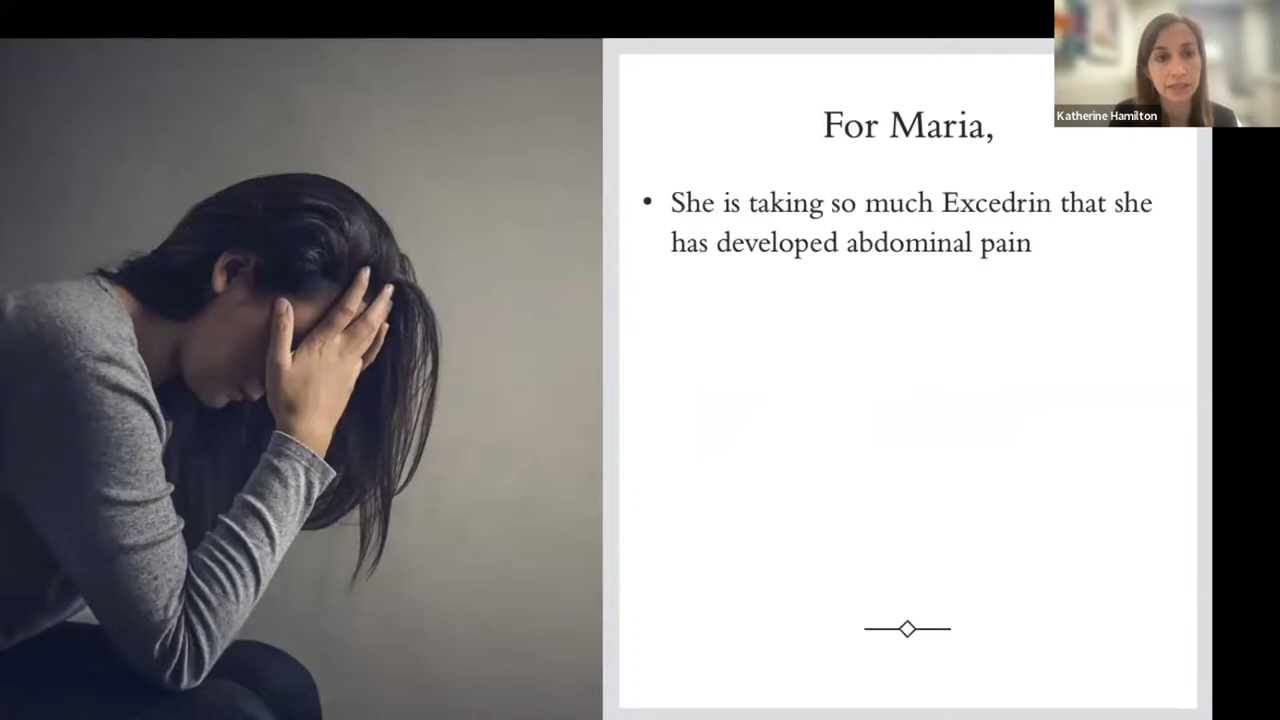 Katherine Hamilton
For Maria,
• She is taking so much Excedrin that she
has developed abdominal pain